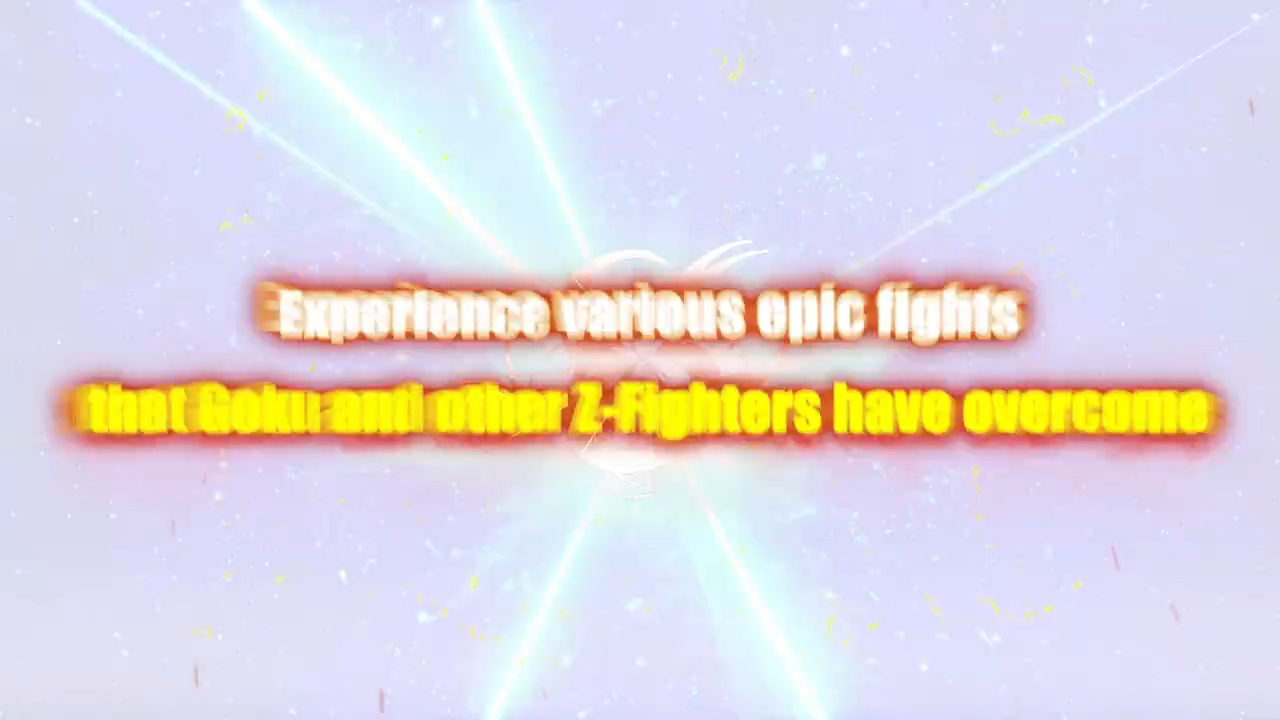 Experience various epic fights
that Goku and other Z-Fighters have overcome